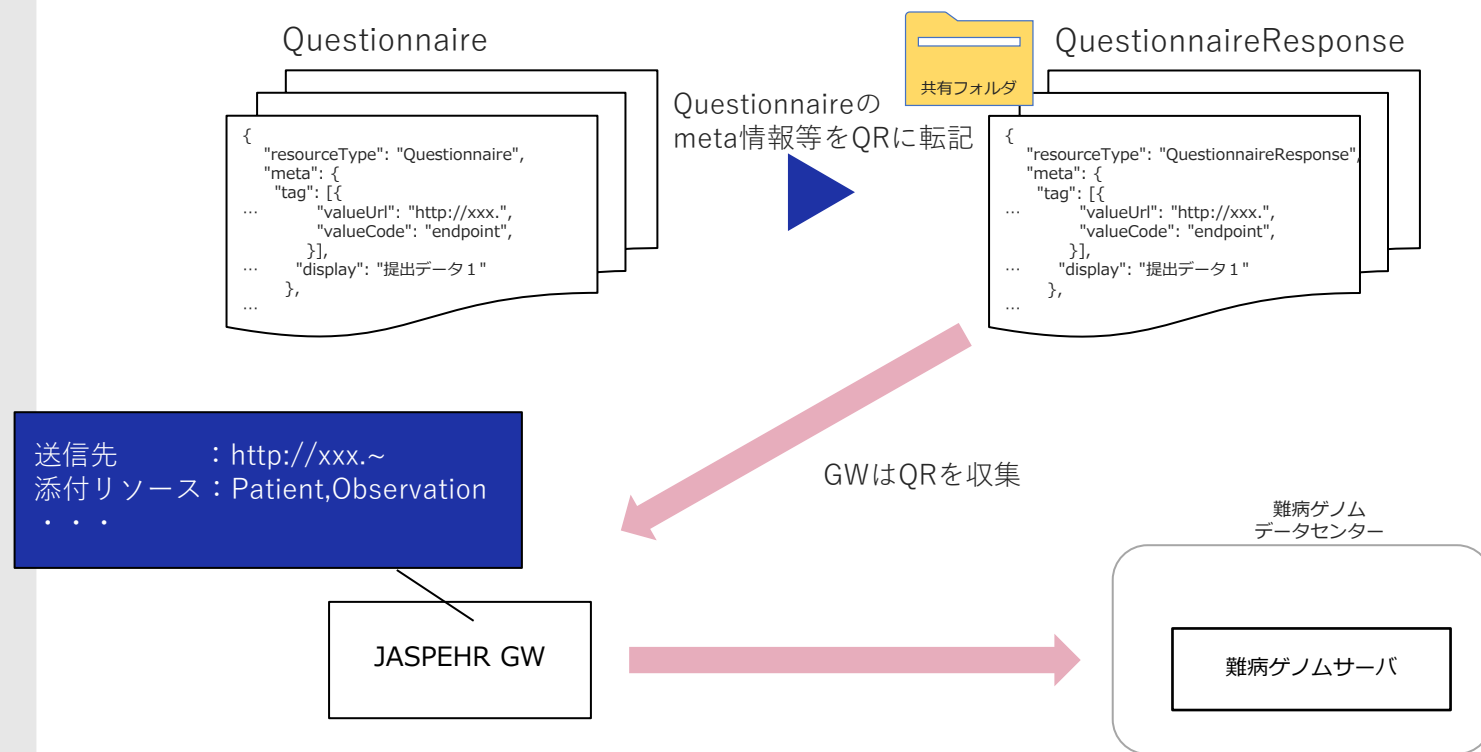 Questionnaire
{
"resourceType": "Questionnaire",
"meta": {
"tag": [{
… "valueUrl": "http://xxx.",
"valueCode": "endpoint",
}],
… "display": "提出データ１"
},
…
Questionnaireの
meta情報等をQRに転記
共有フォルダ
QuestionnaireResponse
{
"resourceType": "QuestionnaireResponse",
"meta": {
"tag": [{
… "valueUrl": "http://xxx.",
"valueCode": "endpoint",
}],
… "display": "提出データ１"
},
…
送信先　　　：http://xxx.~
添付リソース：Patient,Observation
・・・
GWはQRを収集
JASPEHR GW
難病ゲノム
データセンター
難病ゲノムサーバ